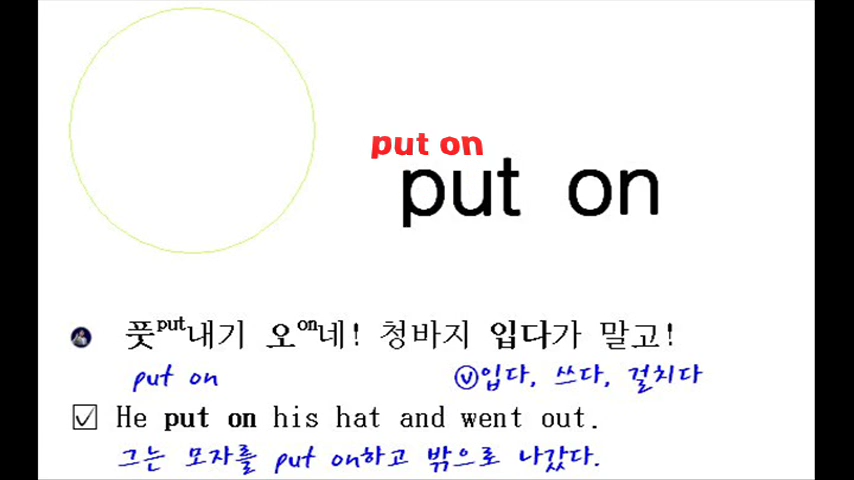 put on
put on
풋put내기 오on네! 청바지 입다가 말고!
put on ⓥ입다, 쓰다, 걸치다
☑ He put on his hat and went out.
그는 모자를 put on하고 밖으로 나갔다.